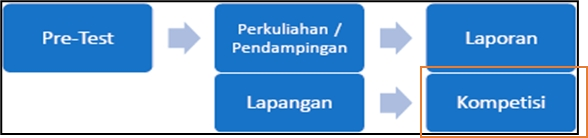 Pre-Test
Perkuliahan /
Pendampingan
Laporan
Lapangan
Kompetisi